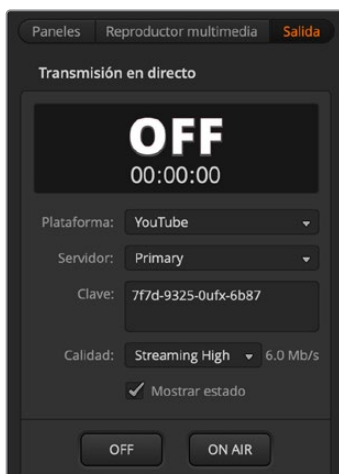 Paneles Reproductor multimedia Salida
Transmisión en directo
OFF
00:00:00
Plataforma: YouTube
Servidor: Primary
Clave: 7f7d-9325-0ufx-6b87
Calidad: Streaming High 6.0 Mb/s
Mostrar estado
OFF ON AIR